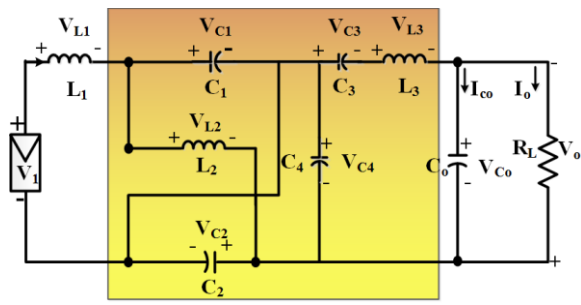 V_L1 V_C1 V_C3 V_L3
+ - + - + + - + - -
L_1 C_1 C_3 L_3 I_co I_o
+ V_L2 + -
V_1 L_2 C_4 + V_C4 C_o + V_Co R_L V_o
- - -
V_C2
- + +
C_2